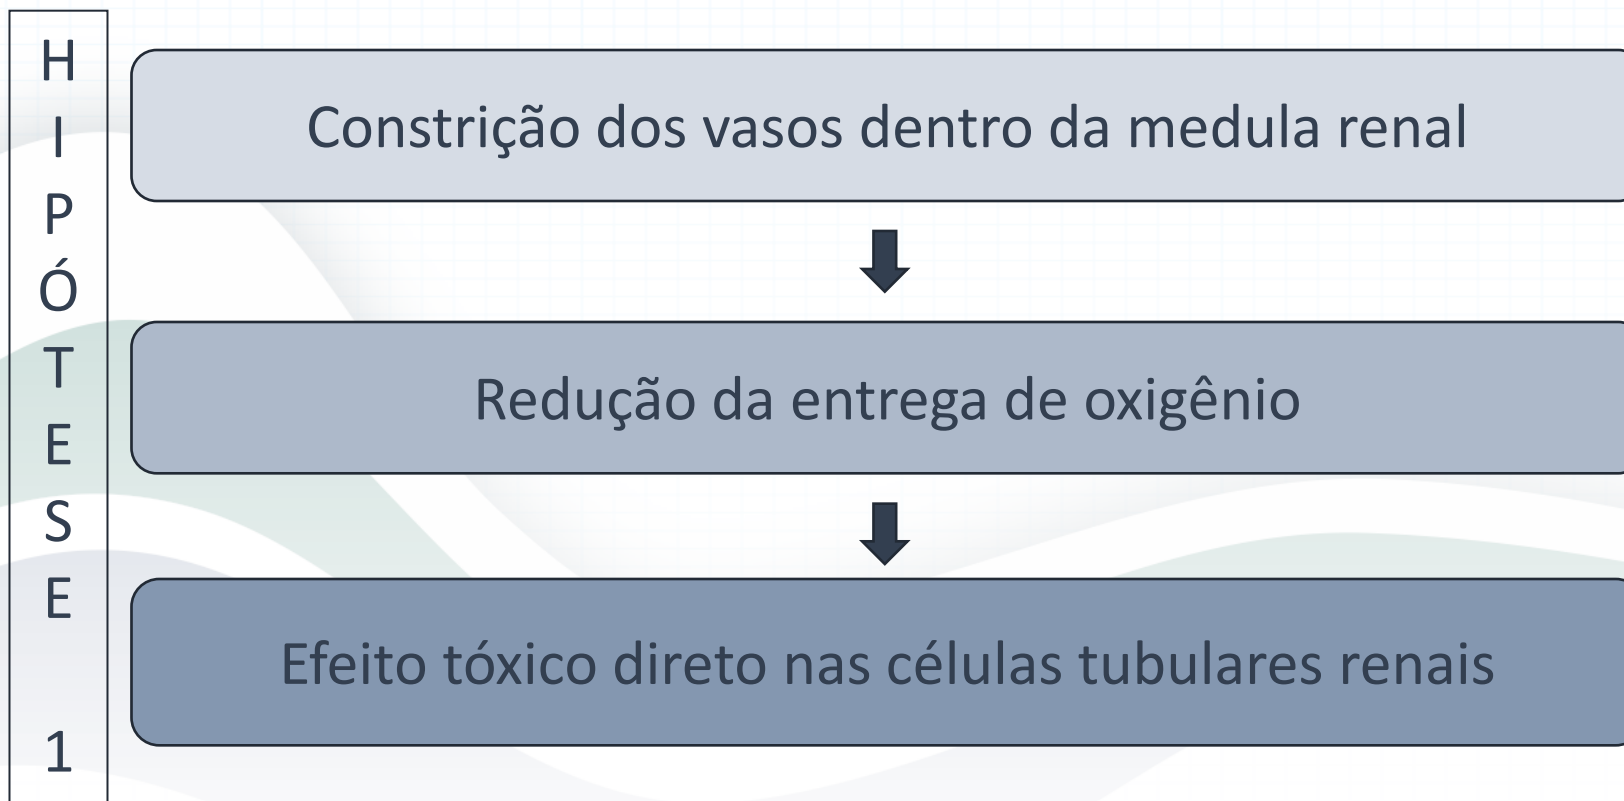 HIPÓTESE 1
Constrição dos vasos dentro da medula renal
Redução da entrega de oxigênio
Efeito tóxico direto nas células tubulares renais